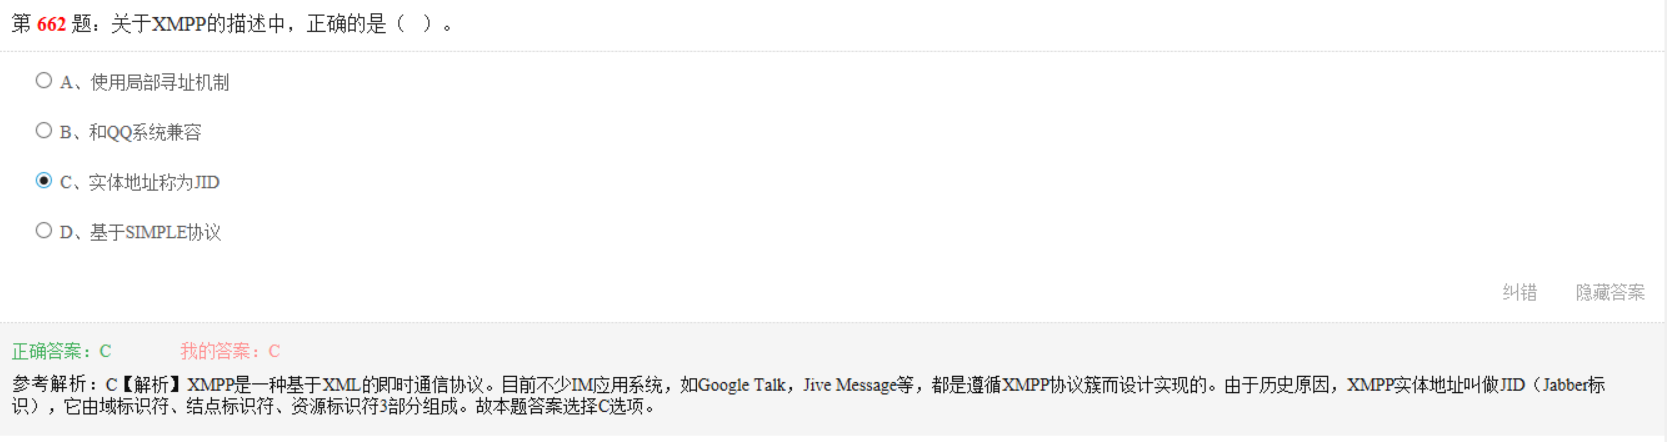 第 662 题：关于XMPP的描述中，正确的是（　）。
A、使用局部寻址机制
B、和QQ系统兼容
C、实体地址称为JID
D、基于SIMPLE协议
纠错 隐藏答案
正确答案：C 我的答案：C
参考解析：C【解析】XMPP是一种基于XML的即时通信协议。目前不少IM应用系统，如Google Talk，Jive Message等，都是遵循XMPP协议簇而设计实现的。由于历史原因，XMPP实体地址叫做JID（Jabber标
识），它由域标识符、结点标识符、资源标识符3部分组成。故本题答案选择C选项。